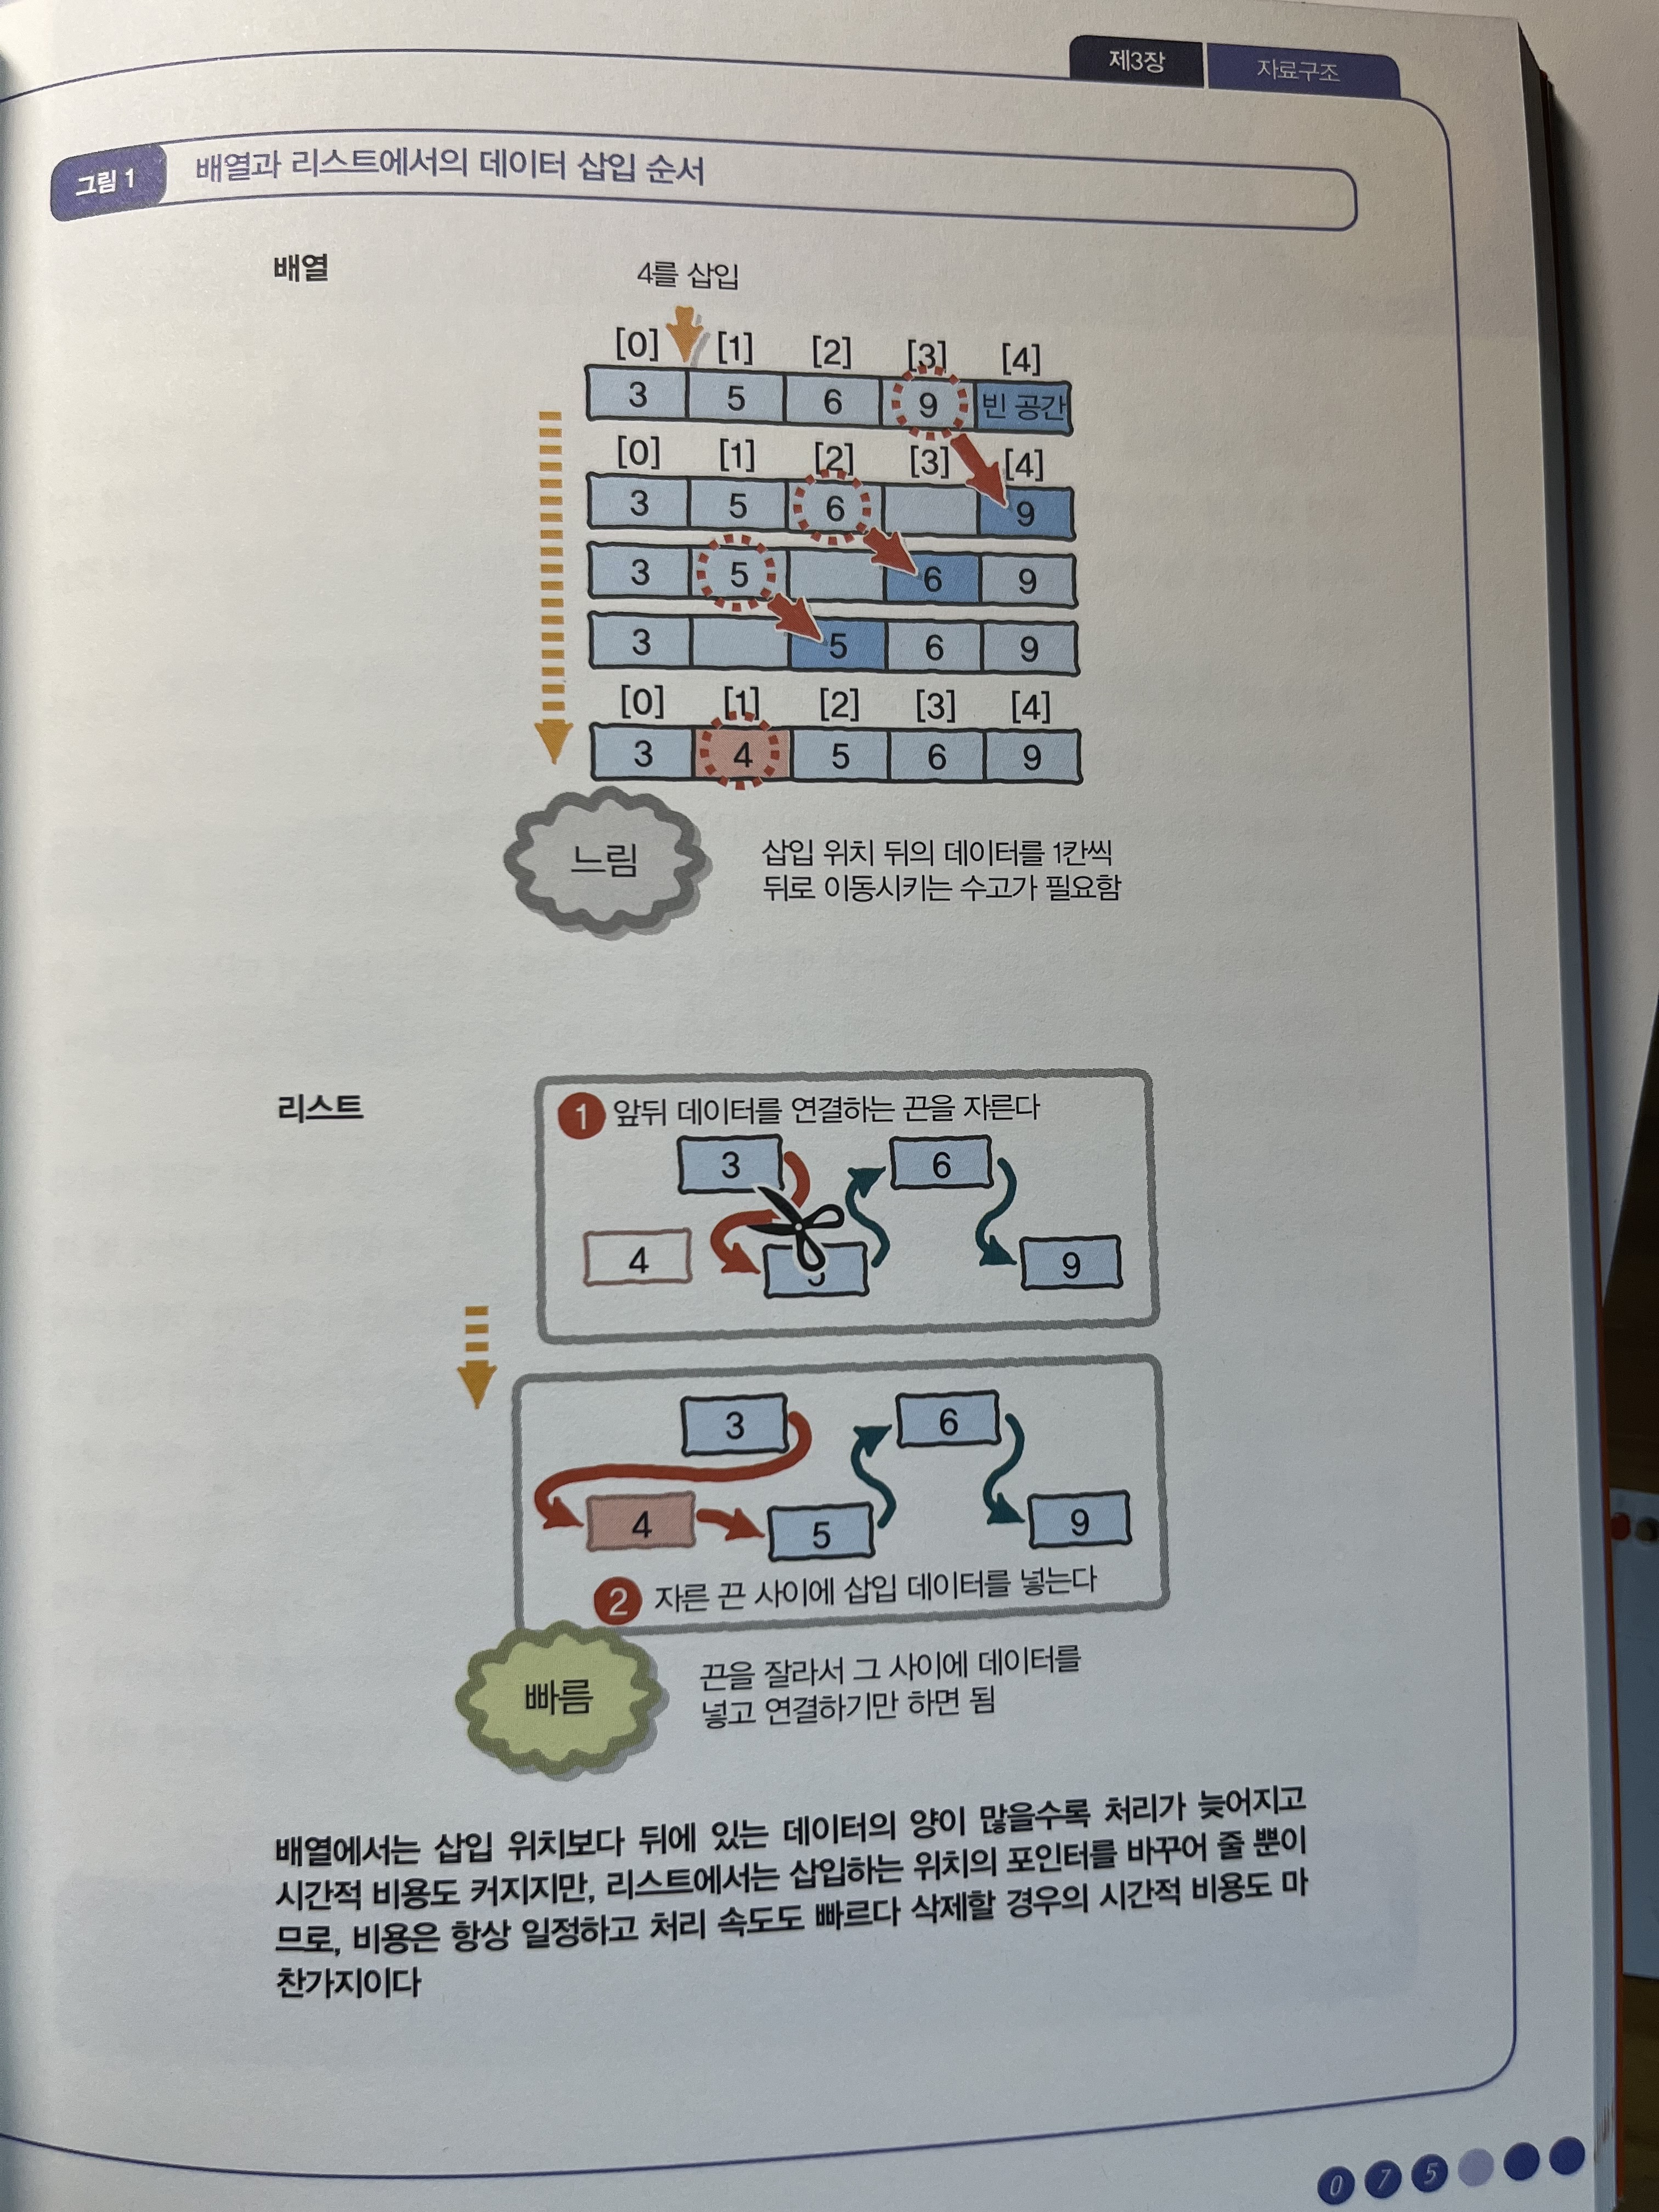 제3장 자료구조
그림 1 배열과 리스트에서의 데이터 삽입 순서
배열
4를 삽입
[0] [1] [2] [3] [4]
3 5 6 9 빈 공간
[0] [1] [2] [3] [4]
3 5 6 9
3 5 6 9
3 5 6 9
[0] [1] [2] [3] [4]
3 4 5 6 9
느림
삽입 위치 뒤의 데이터를 1칸씩
뒤로 이동시키는 수고가 필요함
리스트
1 앞뒤 데이터를 연결하는 끈을 자른다
3 6
4 9
3 6
4 5 9
2 자른 끈 사이에 삽입 데이터를 넣는다
빠름
끈을 잘라서 그 사이에 데이터를
넣고 연결하기만 하면 됨
배열에서는 삽입 위치보다 뒤에 있는 데이터의 양이 많을수록 처리가 늦어지고
시간적 비용도 커지지만, 리스트에서는 삽입하는 위치의 포인터를 바꾸어 줄 뿐이
므로, 비용은 항상 일정하고 처리 속도도 빠르다 삭제할 경우의 시간적 비용도 마
찬가지이다
075